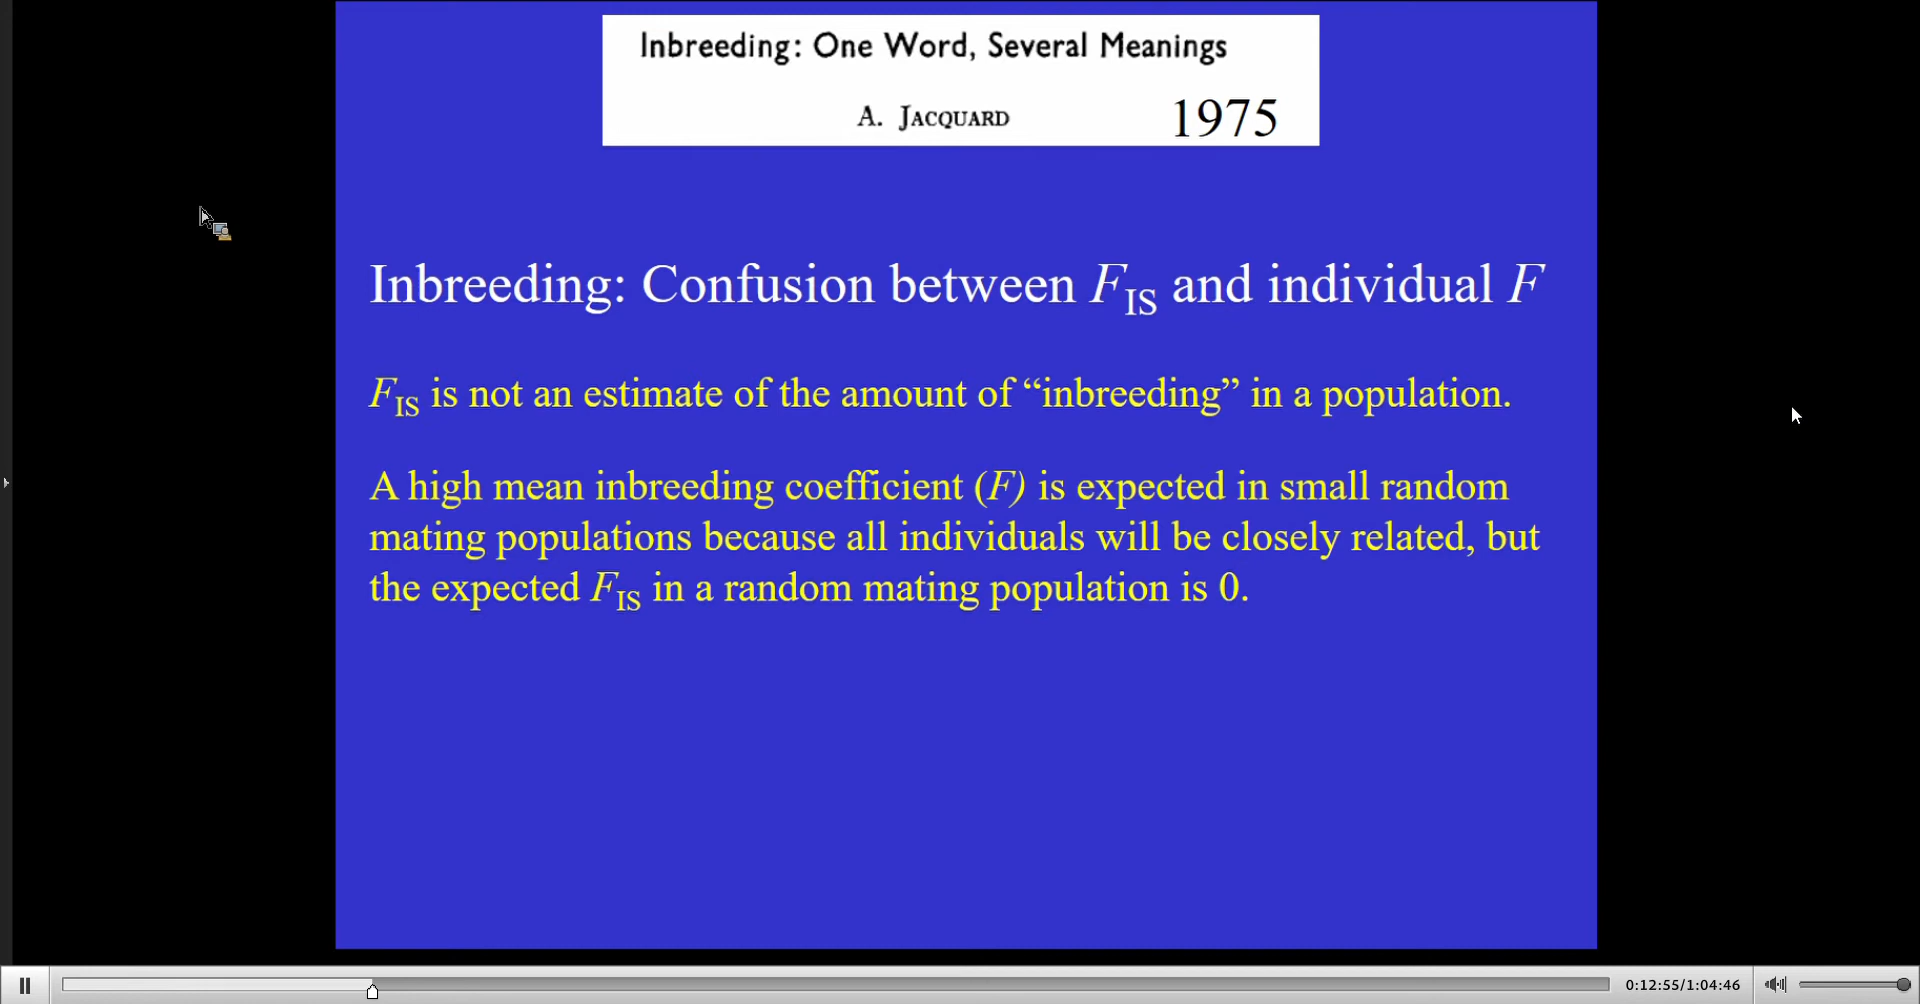 Inbreeding: One Word, Several Meanings
A. JACQUARD 1975
Inbreeding: Confusion between FIS and individual F
FIS is not an estimate of the amount of “inbreeding” in a population.
A high mean inbreeding coefficient (F) is expected in small random
mating populations because all individuals will be closely related, but
the expected FIS in a random mating population is 0.
0:12:55/1:04:46